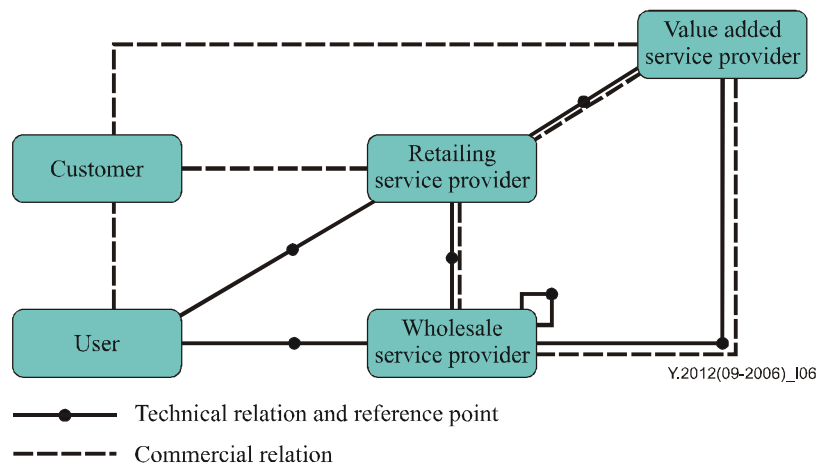 Value added
service provider
Customer
Retailing
service provider
User
Wholesale
service provider
Y.2012(09-2006)_I06
Technical relation and reference point
Commercial relation